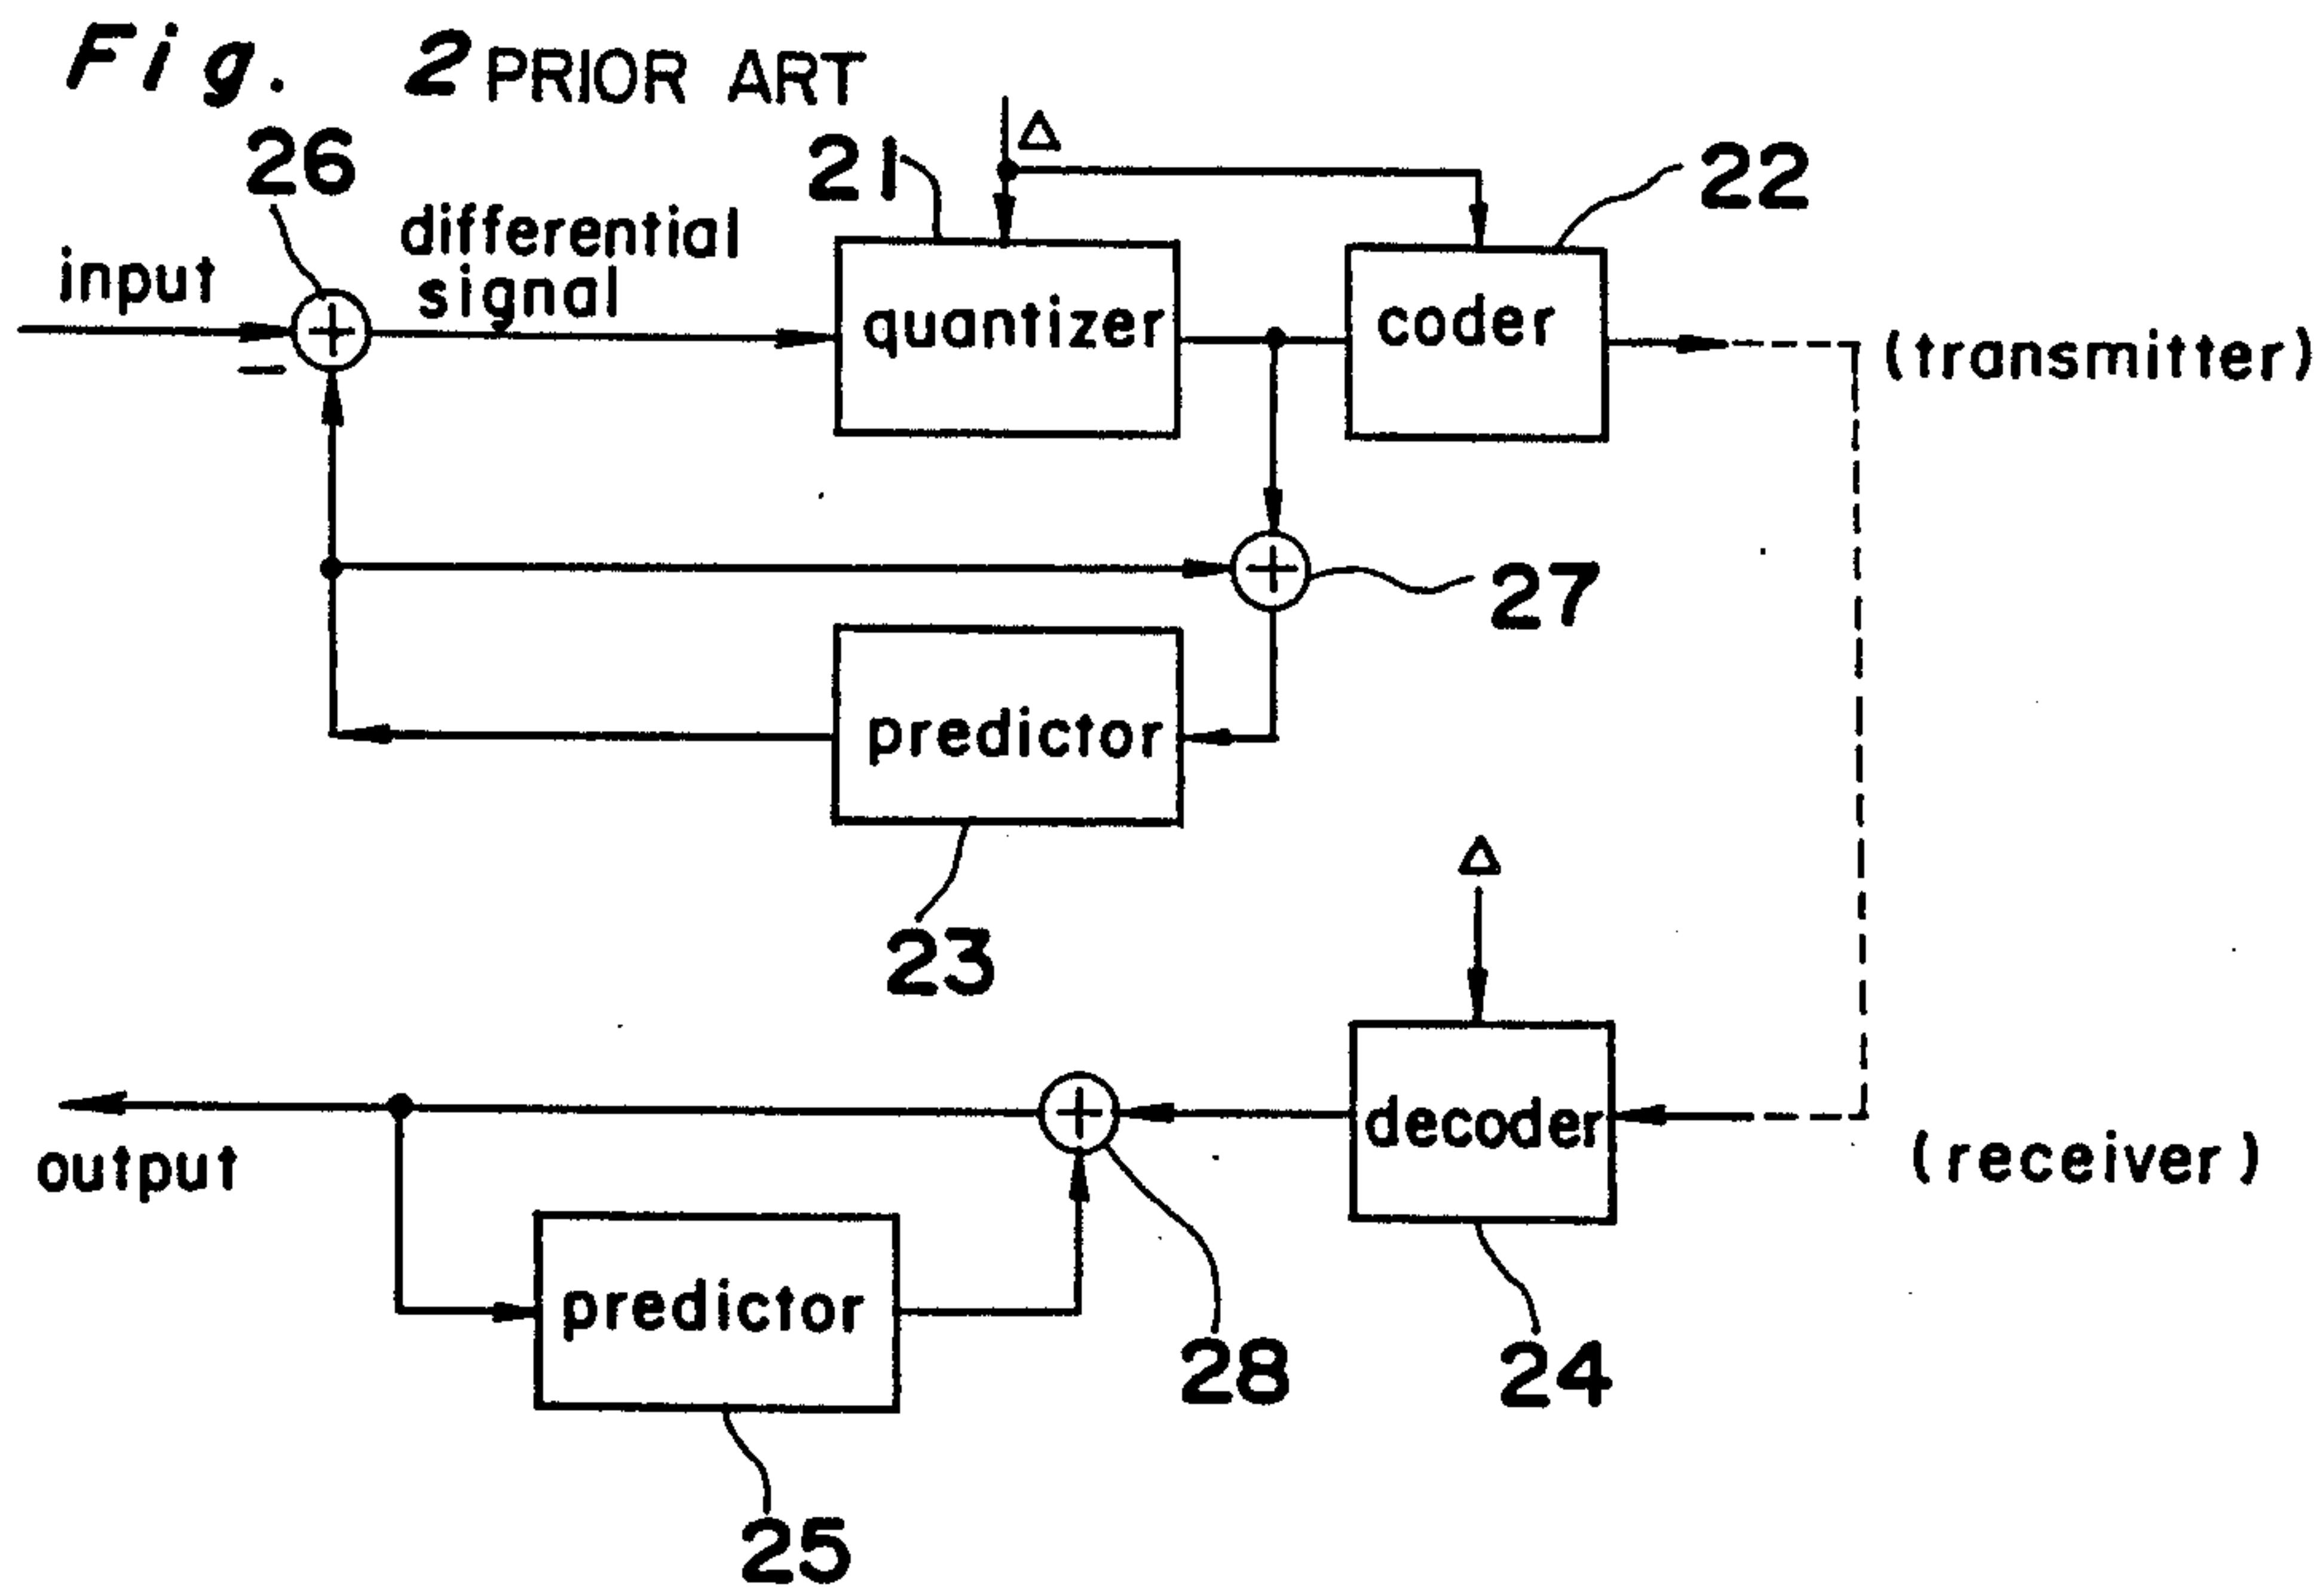 Fig. 2 PRIOR ART
Δ
26
21
22
differential
signal
input
quantizer
coder
(transmitter)
+
−
+
27
predictor
23
Δ
decoder
+
(receiver)
output
predictor
28
24
25